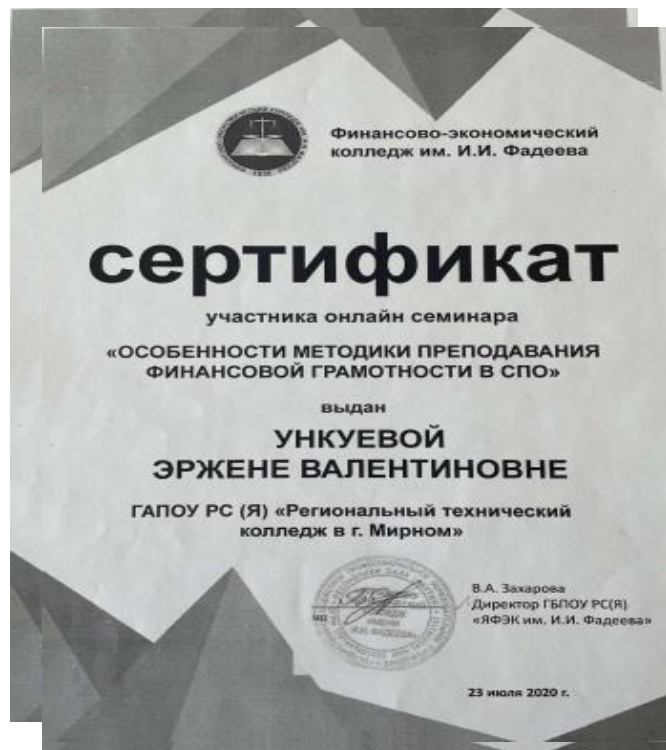 Финансово-экономический
колледж им. И.И. Фадеева
сертификат
участника онлайн семинара
«ОСОБЕННОСТИ МЕТОДИКИ ПРЕПОДАВАНИЯ
ФИНАНСОВОЙ ГРАМОТНОСТИ В СПО»
выдан
УНКУЕВОЙ
ЭРЖЕНЕ ВАЛЕНТИНОВНЕ
ГАПОУ РС (Я) «Региональный технический
колледж в г. Мирном»
В.А. Захарова
Директор ГБПОУ РС(Я)
«ЯФЭК им. И.И. Фадеева»
23 июля 2020 г.